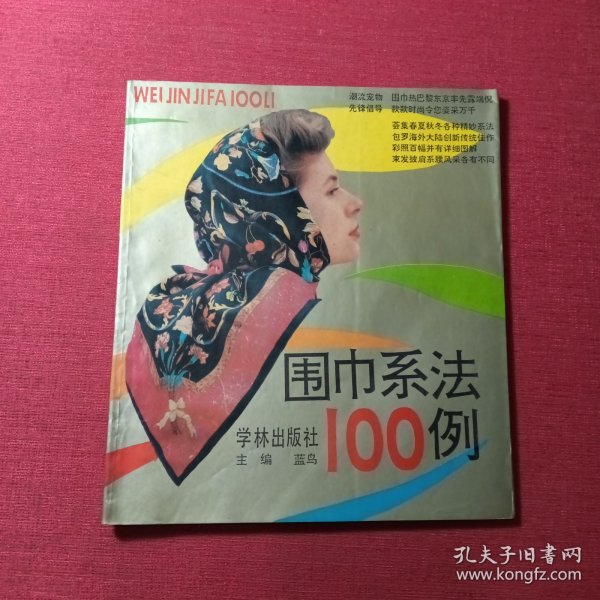 WEI JIN JI FA 100 LI
潮流宠物 围巾热巴黎东京率先露端倪
先锋倡导 款款时尚令您姿采万千
荟集春夏秋冬各种精妙系法
包罗海外大陆创新传统佳作
彩照百幅并有详细图解
束发披肩系腰风采各有不同
围巾系法
100例
学林出版社
主编 蓝鸟
孔夫子旧书网
www.kongfz.com